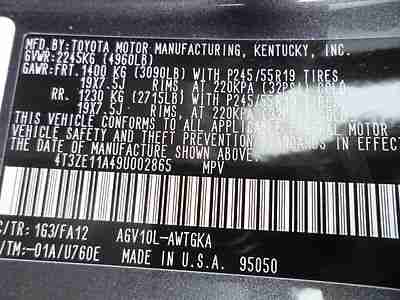 MFD.BY:TOYOTA MOTOR MANUFACTURING, KENTUCKY, INC.
GVWR:2245KG (4960LB)
GAWR:FRT. 1400 KG (3090LB) WITH P245/55R19 TIRES,
19X7.5J RIMS, AT 220KPA (32PSI) COLD
RR. 1230 KG (2715LB) WITH P245/55R19 TIRES,
19X7.5J RIMS, AT 220KPA
THIS VEHICLE CONFORMS TO ALL APPLICABLE FEDERAL MOTOR
VEHICLE SAFETY AND THEFT PREVENTION STANDARDS IN EFFECT
ON THE DATE OF MANUFACTURE
4T3ZE11A49U002865 MPV
C/TR: 163/FA12 AGV10L-AWTGKA
/TM:-01A/U760E MADE IN U.S.A. 95050